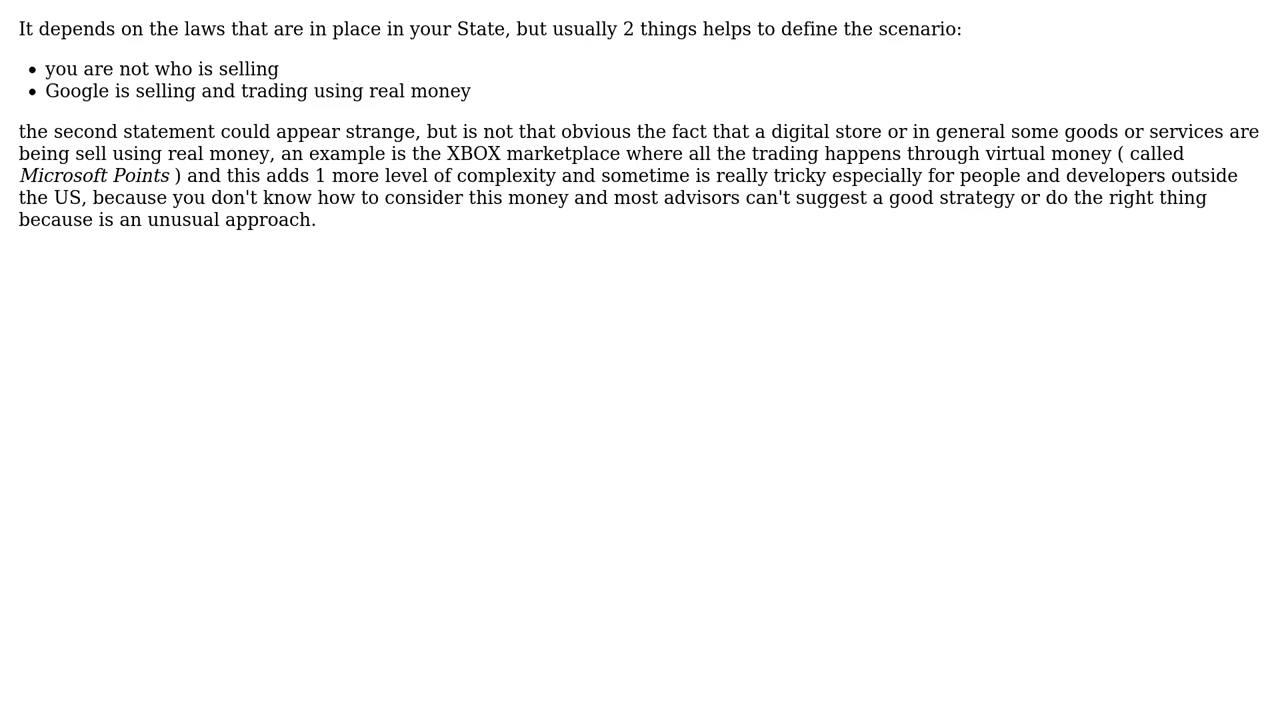 It depends on the laws that are in place in your State, but usually 2 things helps to define the scenario:
• you are not who is selling
• Google is selling and trading using real money
the second statement could appear strange, but is not that obvious the fact that a digital store or in general some goods or services are
being sell using real money, an example is the XBOX marketplace where all the trading happens through virtual money ( called
Microsoft Points ) and this adds 1 more level of complexity and sometime is really tricky especially for people and developers outside
the US, because you don't know how to consider this money and most advisors can't suggest a good strategy or do the right thing
because is an unusual approach.